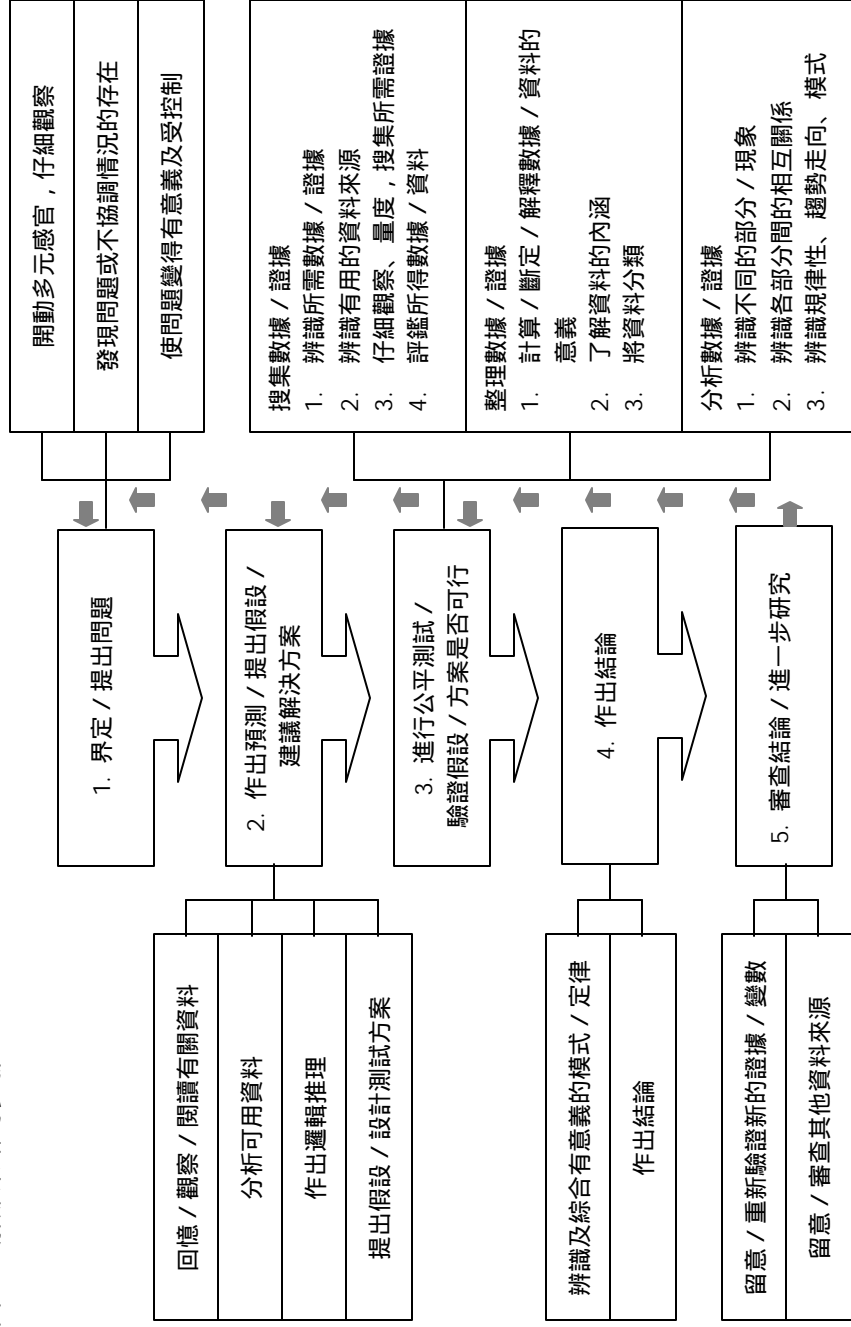 開動多元感官，仔細觀察
發現問題或不協調情況的存在
使問題變得有意義及受控制
搜集數據／證據
1. 辨識所需數據／證據
2. 辨識有用的資料來源
3. 仔細觀察、量度，搜集所需證據
4. 評鑑所得數據／資料
整理數據／證據
1. 計算／斷定／解釋數據／資料的
意義
2. 了解資料的內涵
3. 將資料分類
分析數據／證據
1. 辨識不同的部分／現象
2. 辨識各部分間的相互關係
3. 辨識規律性、趨勢走向、模式
1. 界定／提出問題
2. 作出預測／提出假設／
建議解決方案
3. 進行公平測試／
驗證假設／方案是否可行
4. 作出結論
5. 審查結論／進一步研究
回憶／觀察／閱讀有關資料
分析可用資料
作出邏輯推理
提出假設／設計測試方案
辨識及綜合有意義的模式／定律
作出結論
留意／重新驗證新的證據／變數
留意／審查其他資料來源